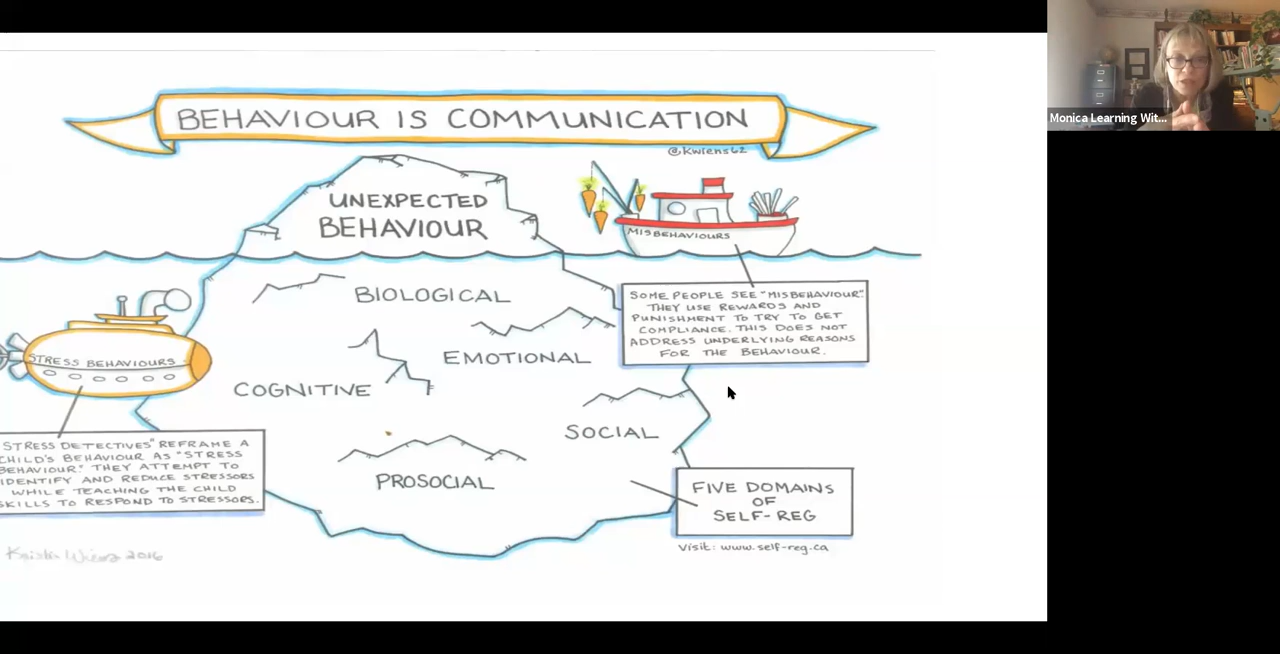 BEHAVIOUR IS COMMUNICATION
@kwiens62
UNEXPECTED
BEHAVIOUR
MISBEHAVIOURS
BIOLOGICAL
EMOTIONAL
COGNITIVE
SOCIAL
PROSOCIAL
SOME PEOPLE SEE "MISBEHAVIOUR."
THEY USE REWARDS AND
PUNISHMENT TO TRY TO GET
COMPLIANCE. THIS DOES NOT
ADDRESS UNDERLYING REASONS
FOR THE BEHAVIOUR.
STRESS BEHAVIOURS
STRESS DETECTIVES" REFRAME A
CHILD'S BEHAVIOUR AS "STRESS
BEHAVIOUR." THEY ATTEMPT TO
IDENTIFY AND REDUCE STRESSORS
WHILE TEACHING THE CHILD
SKILLS TO RESPOND TO STRESSORS.
FIVE DOMAINS
OF
SELF-REG
Visit: www.self-reg.ca
Krista Wiens 2016
Monica Learning Wit...